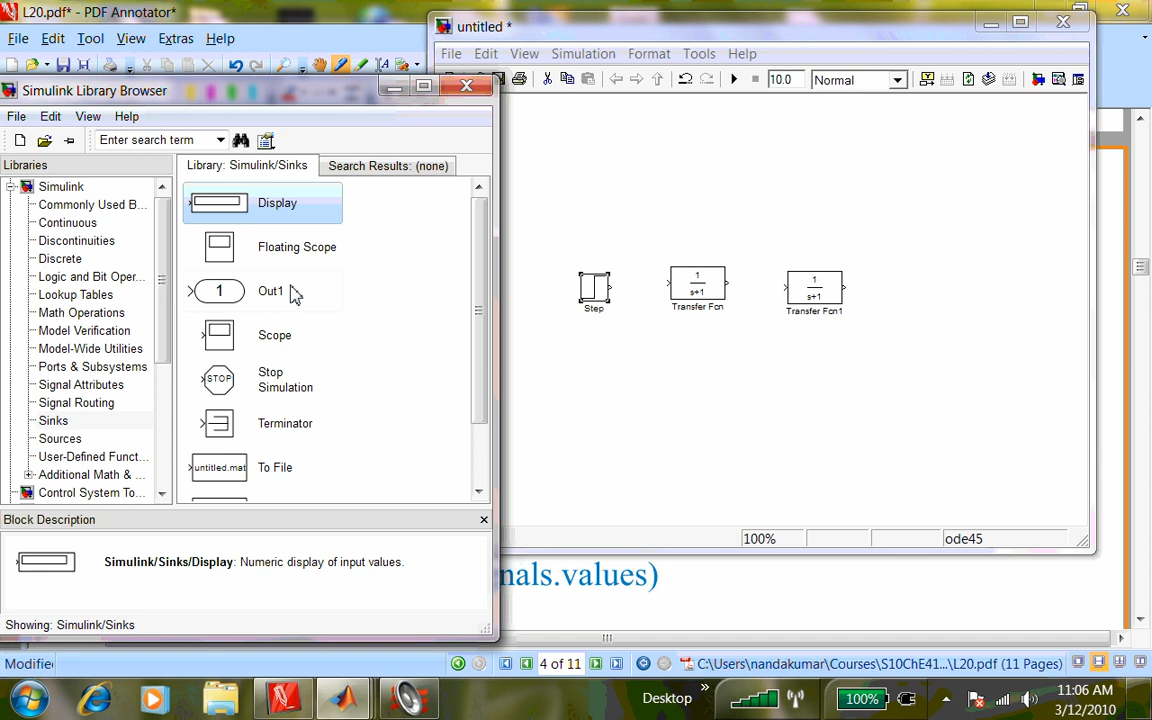 L20.pdf* - PDF Annotator*
File Edit Tool View Extras Help
untitled *
File Edit View Simulation Format Tools Help
10.0 Normal
Simulink Library Browser
File Edit View Help
Enter search term
Libraries
Library: Simulink/Sinks
Search Results: (none)
Simulink
Commonly Used B...
Continuous
Discontinuities
Discrete
Logic and Bit Oper...
Lookup Tables
Math Operations
Model Verification
Model-Wide Utilities
Ports & Subsystems
Signal Attributes
Signal Routing
Sinks
Sources
User-Defined Funct...
Additional Math & ...
Control System To...
Display
Floating Scope
1 Out1
Scope
STOP Stop
Simulation
Terminator
untitled.mat To File
Step
1
s+1
Transfer Fcn
1
s+1
Transfer Fcn1
Block Description
Simulink/Sinks/Display: Numeric display of input values.
Showing: Simulink/Sinks
100% ode45
nals.values)
Modifie
4 of 11
C:\Users\nandakumar\Courses\S10ChE41...\L20.pdf (11 Pages)
Desktop
100%
11:06 AM
3/12/2010